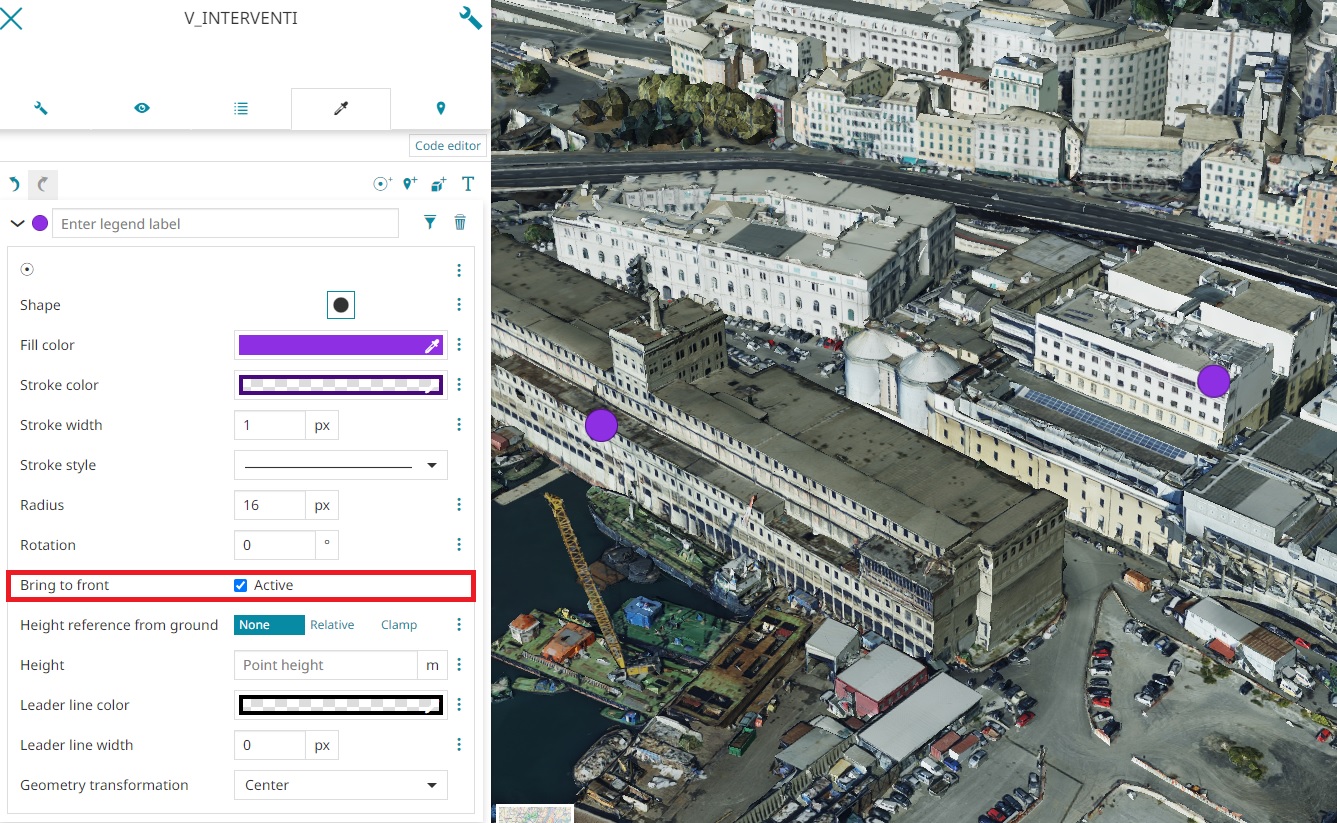 V_INTERVENTI
Code editor
T
Enter legend label
Shape
Fill color
Stroke color
Stroke width 1 px
Stroke style
Radius 16 px
Rotation 0 °
Bring to front Active
Height reference from ground None Relative Clamp
Height Point height m
Leader line color
Leader line width 0 px
Geometry transformation Center